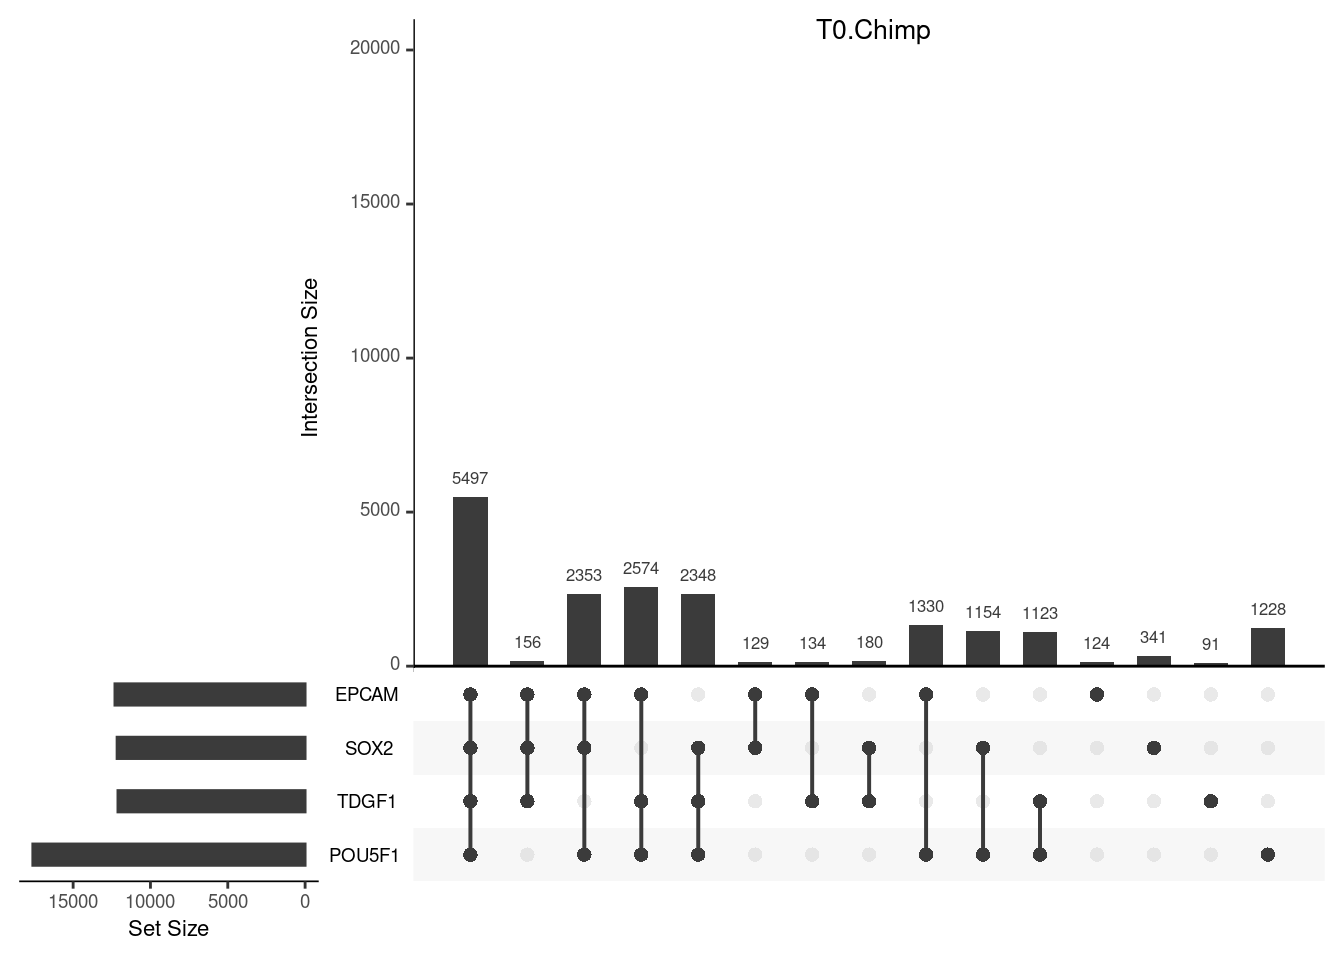 T0.Chimp
20000
15000
10000
5000
0
Intersection Size
5497
156
2353
2574
2348
129
134
180
1330
1154
1123
124
341
91
1228
EPCAM
SOX2
TDGF1
POU5F1
15000 10000 5000 0
Set Size